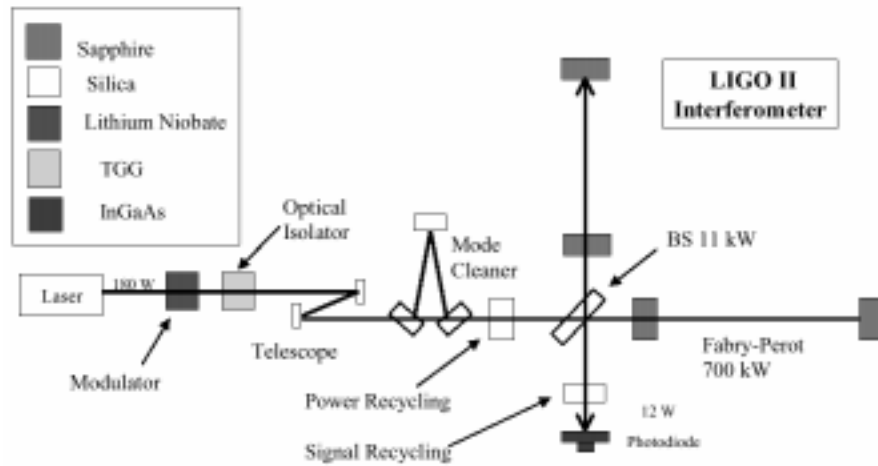 Sapphire
Silica
Lithium Niobate
TGG
InGaAs
LIGO II
Interferometer
Optical
Isolator
Mode
Cleaner
BS 11 kW
Laser
180 W
Telescope
Modulator
Fabry-Perot
700 kW
Power Recycling
12 W
Signal Recycling
Photodiode